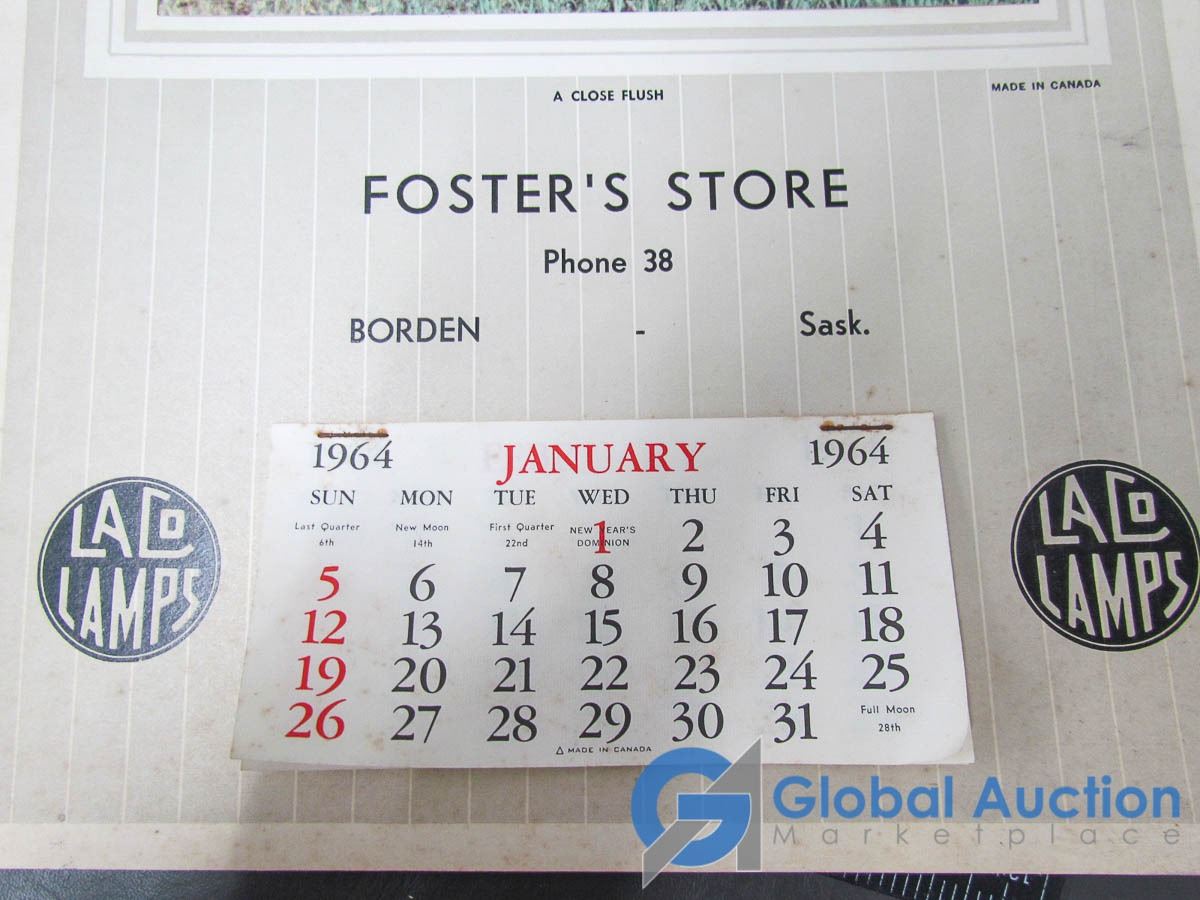 A CLOSE FLUSH
MADE IN CANADA
FOSTER'S STORE
Phone 38
BORDEN - Sask.
1964 JANUARY 1964
SUN MON TUE WED THU FRI SAT
Last Quarter 6th New Moon 14th First Quarter 22nd NEW YEAR'S DOMINION 1 2 3 4
5 6 7 8 9 10 11
12 13 14 15 16 17 18
19 20 21 22 23 24 25
26 27 28 29 30 31 Full Moon 28th
MADE IN CANADA
LACO
LAMPS
LACO
LAMPS
Global Auction
Marketplace